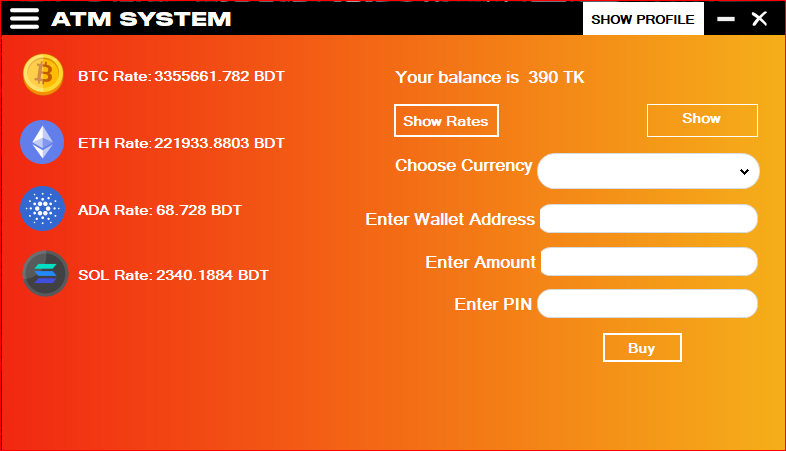 ATM SYSTEM
SHOW PROFILE
BTC Rate: 3355661.782 BDT
ETH Rate: 221933.8803 BDT
ADA Rate: 68.728 BDT
SOL Rate: 2340.1884 BDT
Your balance is 390 TK
Show Rates
Show
Choose Currency
Enter Wallet Address
Enter Amount
Enter PIN
Buy